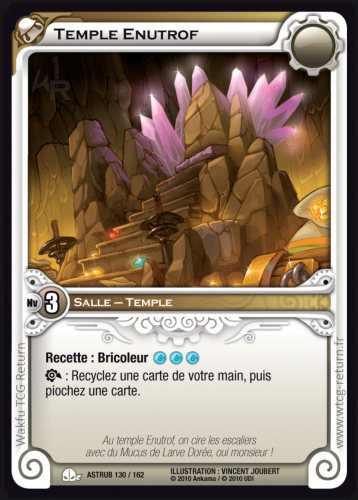 Temple Enutrof
Nv 3 Salle – Temple
Recette : Bricoleur
: Recyclez une carte de votre main, puis
piochez une carte.
Au temple Enutrof, on cire les escaliers
avec du Mucus de Larve Dorée, oui monsieur !
ASTRUB 130 / 162
ILLUSTRATION : VINCENT JOUBERT
© 2010 Ankama / © 2010 UDI
Wakfu TCG Return
www.wtcg-return.fr